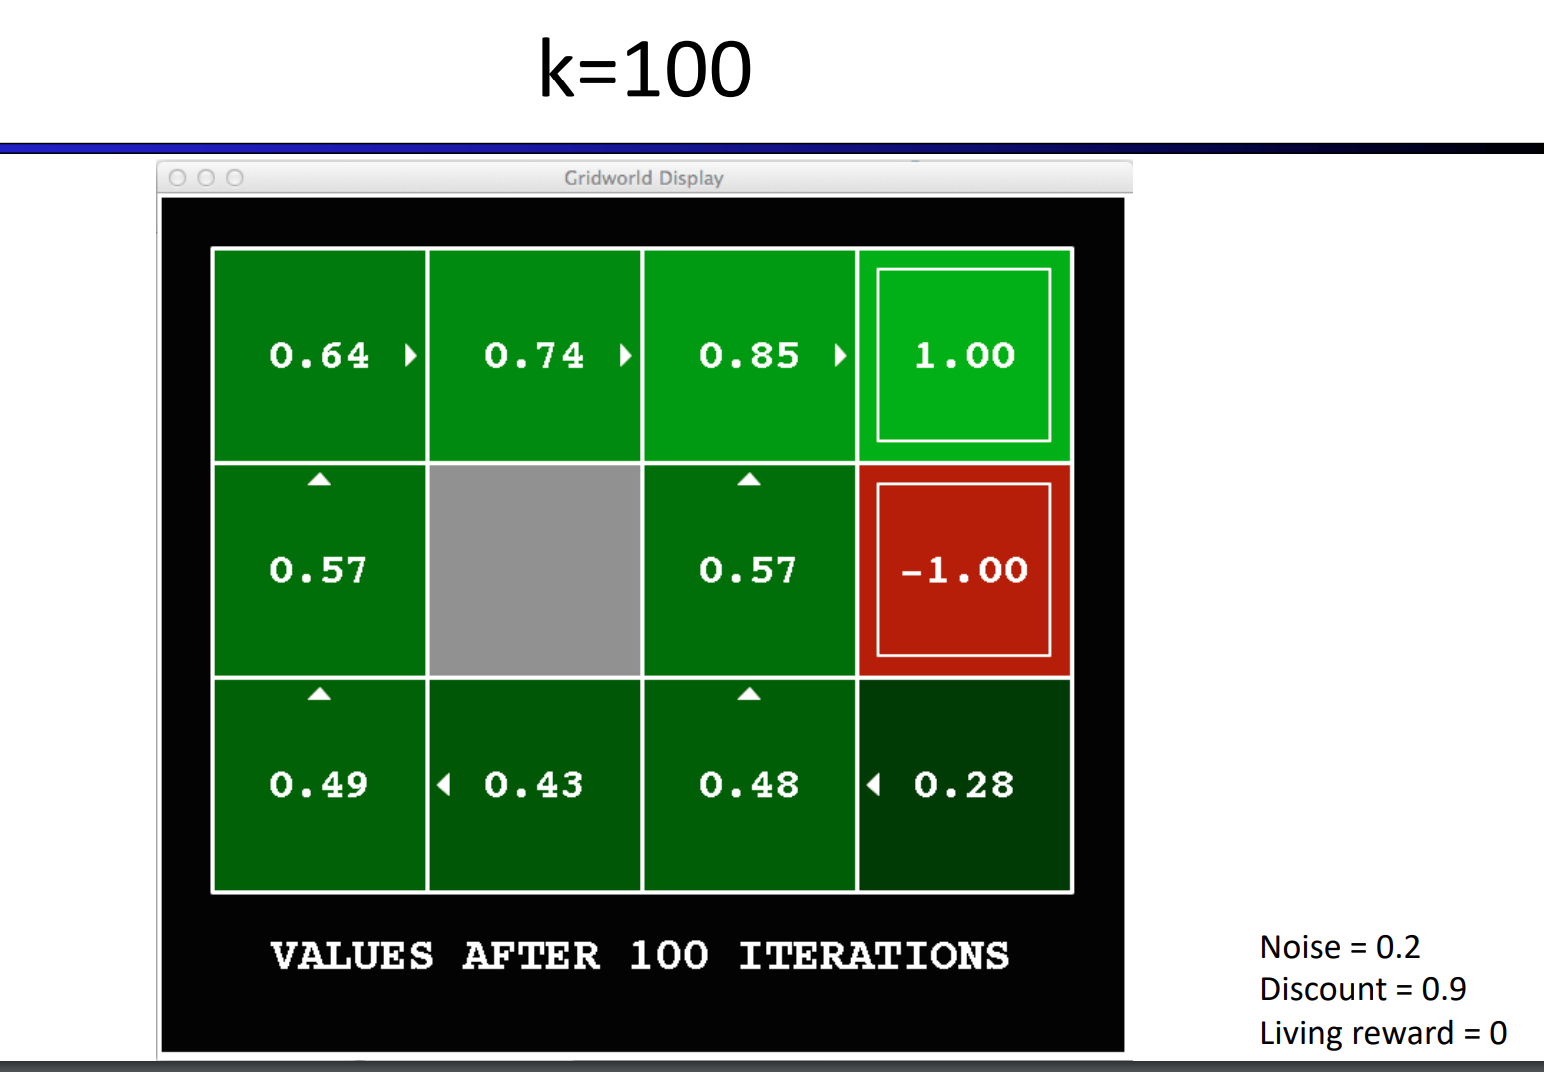 k=100
Gridworld Display
0.64 0.74 0.85 1.00
0.57 0.57 -1.00
0.49 0.43 0.48 0.28
VALUES AFTER 100 ITERATIONS
Noise = 0.2
Discount = 0.9
Living reward = 0